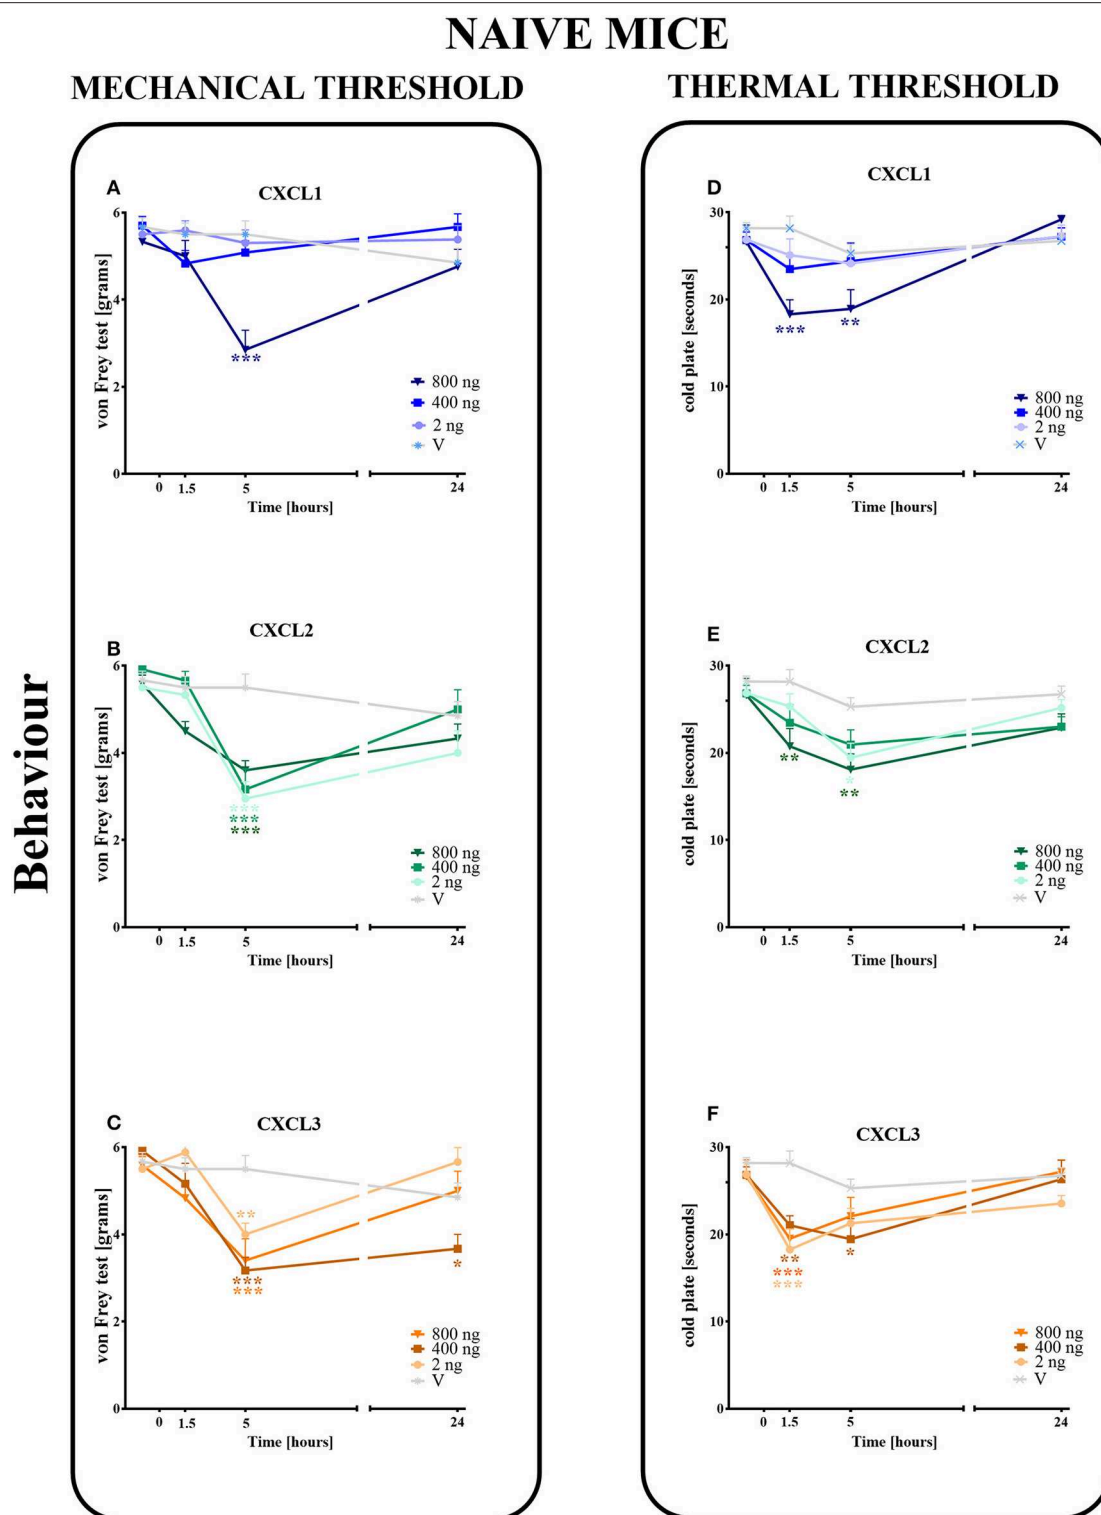 NAIVE MICE
MECHANICAL THRESHOLD
THERMAL THRESHOLD
Behaviour
A
CXCL1
von Frey test [grams]
6
4
2
0
0 1.5 5 24
Time [hours]
***
800 ng
400 ng
2 ng
V
D
CXCL1
cold plate [seconds]
30
20
10
0
0 1.5 5 24
Time [hours]
***
**
800 ng
400 ng
2 ng
V
B
CXCL2
von Frey test [grams]
6
4
2
0
0 1.5 5 24
Time [hours]
***
***
***
800 ng
400 ng
2 ng
V
E
CXCL2
cold plate [seconds]
30
20
10
0
0 1.5 5 24
Time [hours]
**
*
**
800 ng
400 ng
2 ng
V
C
CXCL3
von Frey test [grams]
6
4
2
0
0 1.5 5 24
Time [hours]
**
***
***
*
800 ng
400 ng
2 ng
V
F
CXCL3
cold plate [seconds]
30
20
10
0
0 1.5 5 24
Time [hours]
**
***
***
*
800 ng
400 ng
2 ng
V